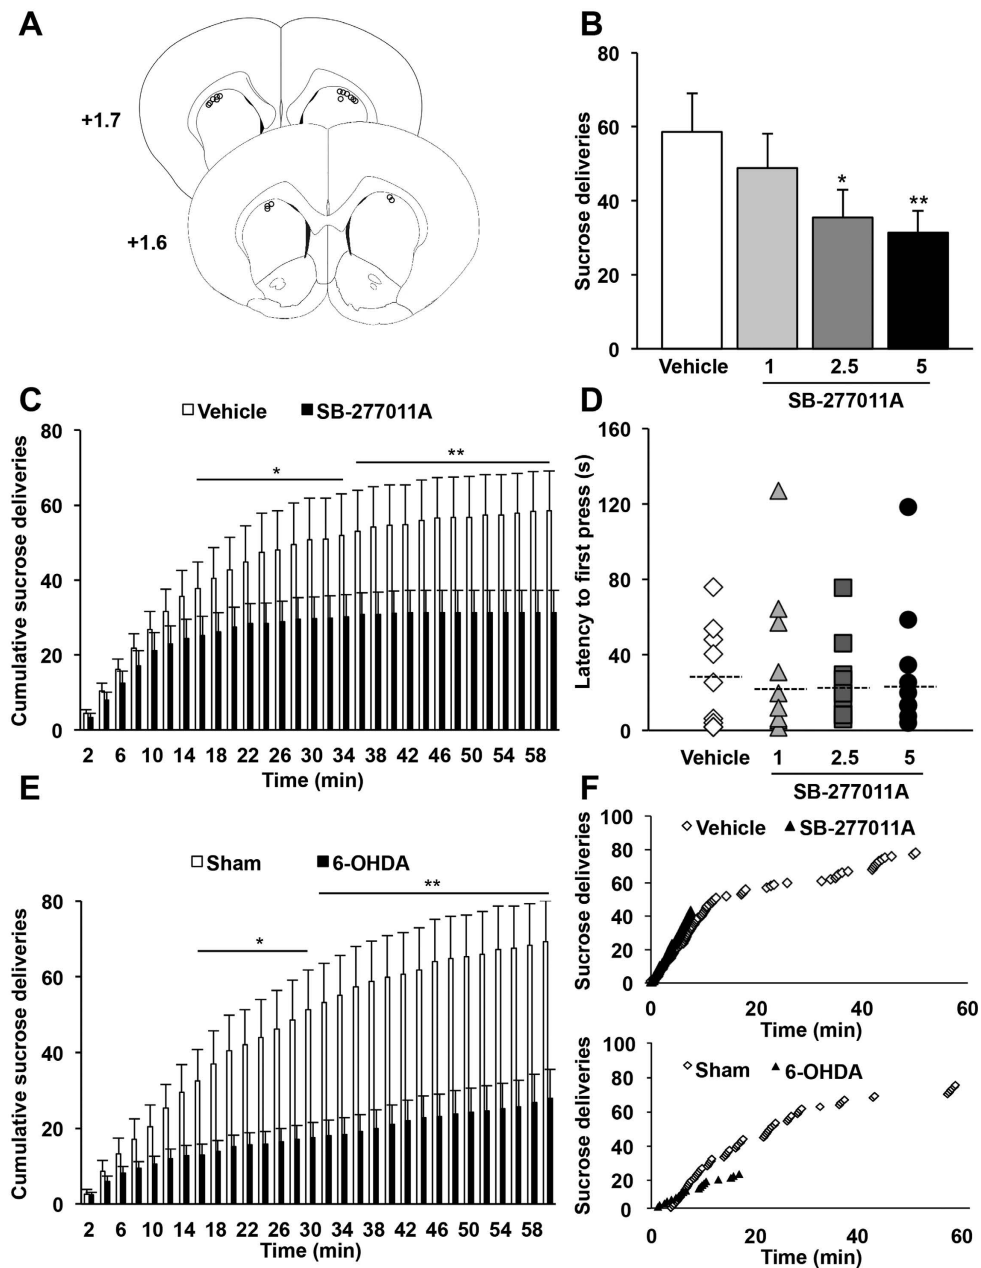 A
+1.7
+1.6
B
Sucrose deliveries
80
60
40
20
0
*
**
Vehicle 1 2.5 5
SB-277011A
C
Vehicle SB-277011A
Cumulative sucrose deliveries
80
60
40
20
0
*
**
2 6 10 14 18 22 26 30 34 38 42 46 50 54 58
Time (min)
D
Latency to first press (s)
160
120
80
40
0
Vehicle 1 2.5 5
SB-277011A
E
Sham 6-OHDA
Cumulative sucrose deliveries
80
60
40
20
0
*
**
2 6 10 14 18 22 26 30 34 38 42 46 50 54 58
Time (min)
F
Vehicle SB-277011A
Sucrose deliveries
100
80
60
40
20
0
0 20 40 60
Time (min)
Sham 6-OHDA
Sucrose deliveries
100
80
60
40
20
0
0 20 40 60
Time (min)